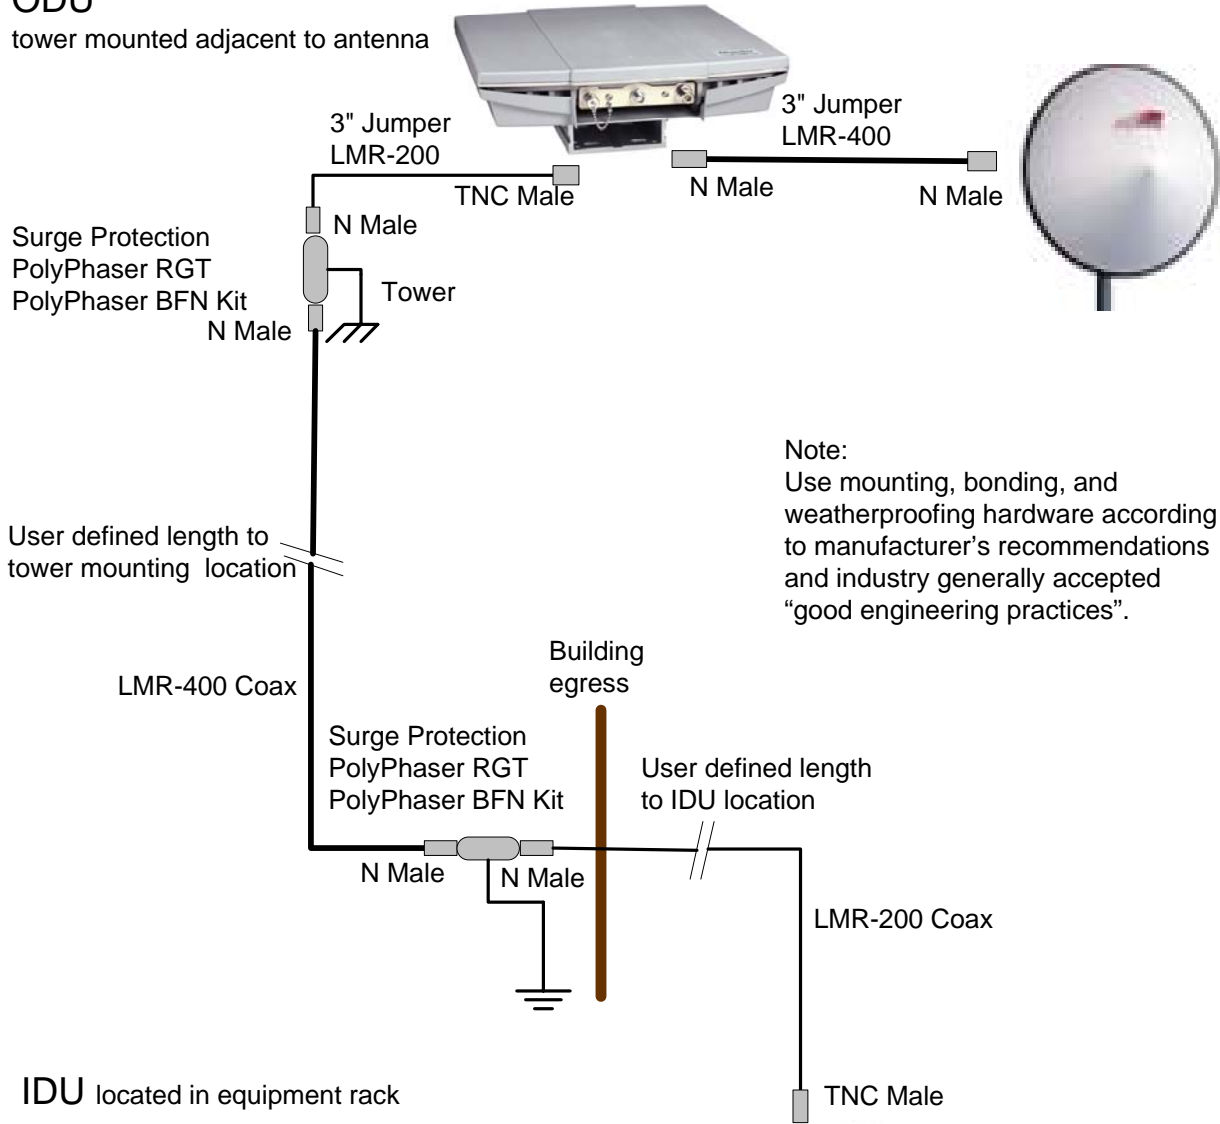 ODU
tower mounted adjacent to antenna
3" Jumper
LMR-200
3" Jumper
LMR-400
TNC Male
N Male
N Male
N Male
Surge Protection
PolyPhaser RGT
PolyPhaser BFN Kit
Tower
N Male
Note:
Use mounting, bonding, and
weatherproofing hardware according
to manufacturer’s recommendations
and industry generally accepted
“good engineering practices”.
User defined length to
tower mounting location
Building
egress
LMR-400 Coax
Surge Protection
PolyPhaser RGT
PolyPhaser BFN Kit
User defined length
to IDU location
N Male
N Male
LMR-200 Coax
IDU located in equipment rack
TNC Male